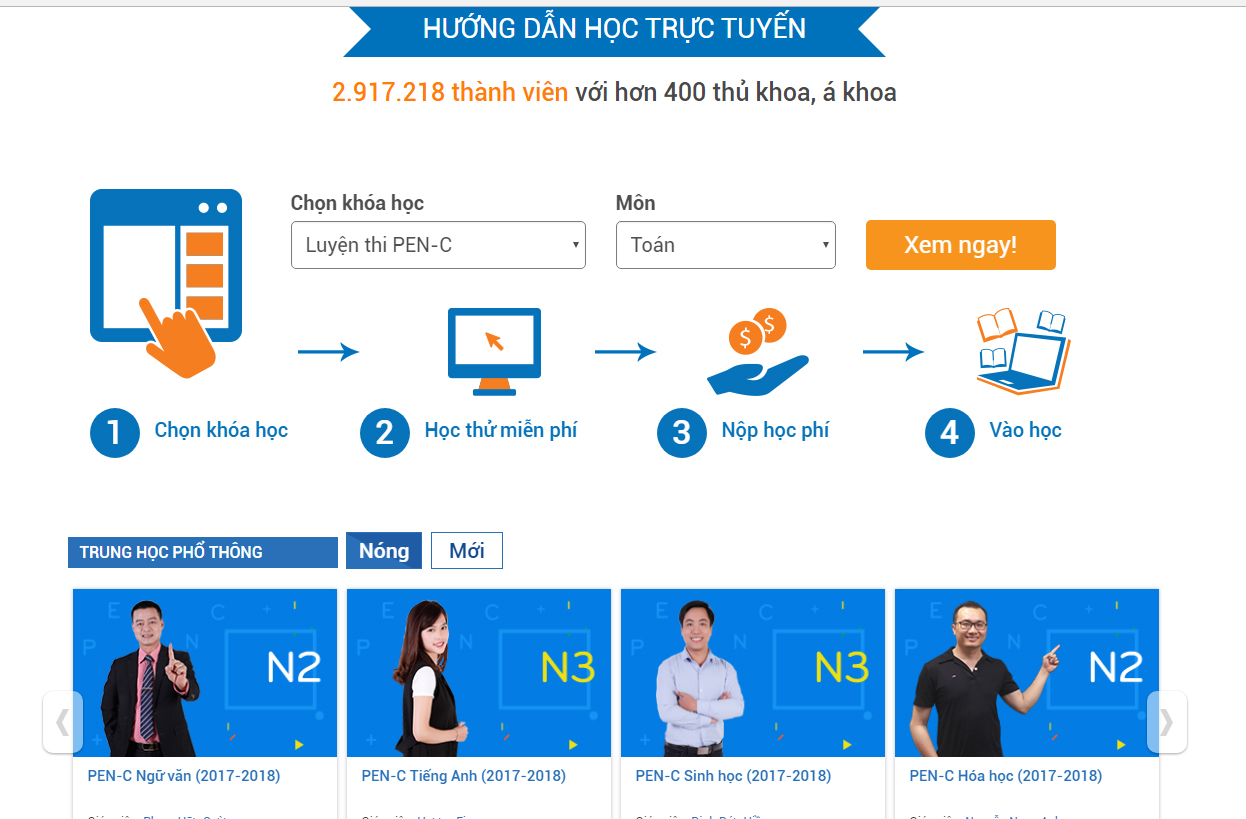 HƯỚNG DẪN HỌC TRỰC TUYẾN
2.917.218 thành viên với hơn 400 thủ khoa, á khoa
Chọn khóa học Môn
Luyện thi PEN-C Toán Xem ngay!
$ $
1 Chọn khóa học 2 Học thử miễn phí 3 Nộp học phí 4 Vào học
TRUNG HỌC PHỔ THÔNG Nóng Mới
P E N C N2 P E N C N3 P E N C N3 P E N C N2
PEN-C Ngữ văn (2017-2018) PEN-C Tiếng Anh (2017-2018) PEN-C Sinh học (2017-2018) PEN-C Hóa học (2017-2018)